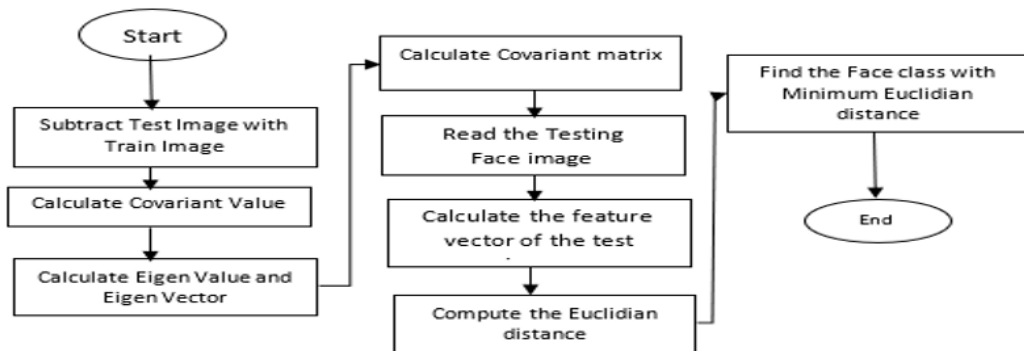 Start
Subtract Test Image with
Train Image
Calculate Covariant Value
Calculate Eigen Value and
Eigen Vector
Calculate Covariant matrix
Read the Testing
Face image
Calculate the feature
vector of the test
Compute the Euclidian
distance
Find the Face class with
Minimum Euclidian
distance
End